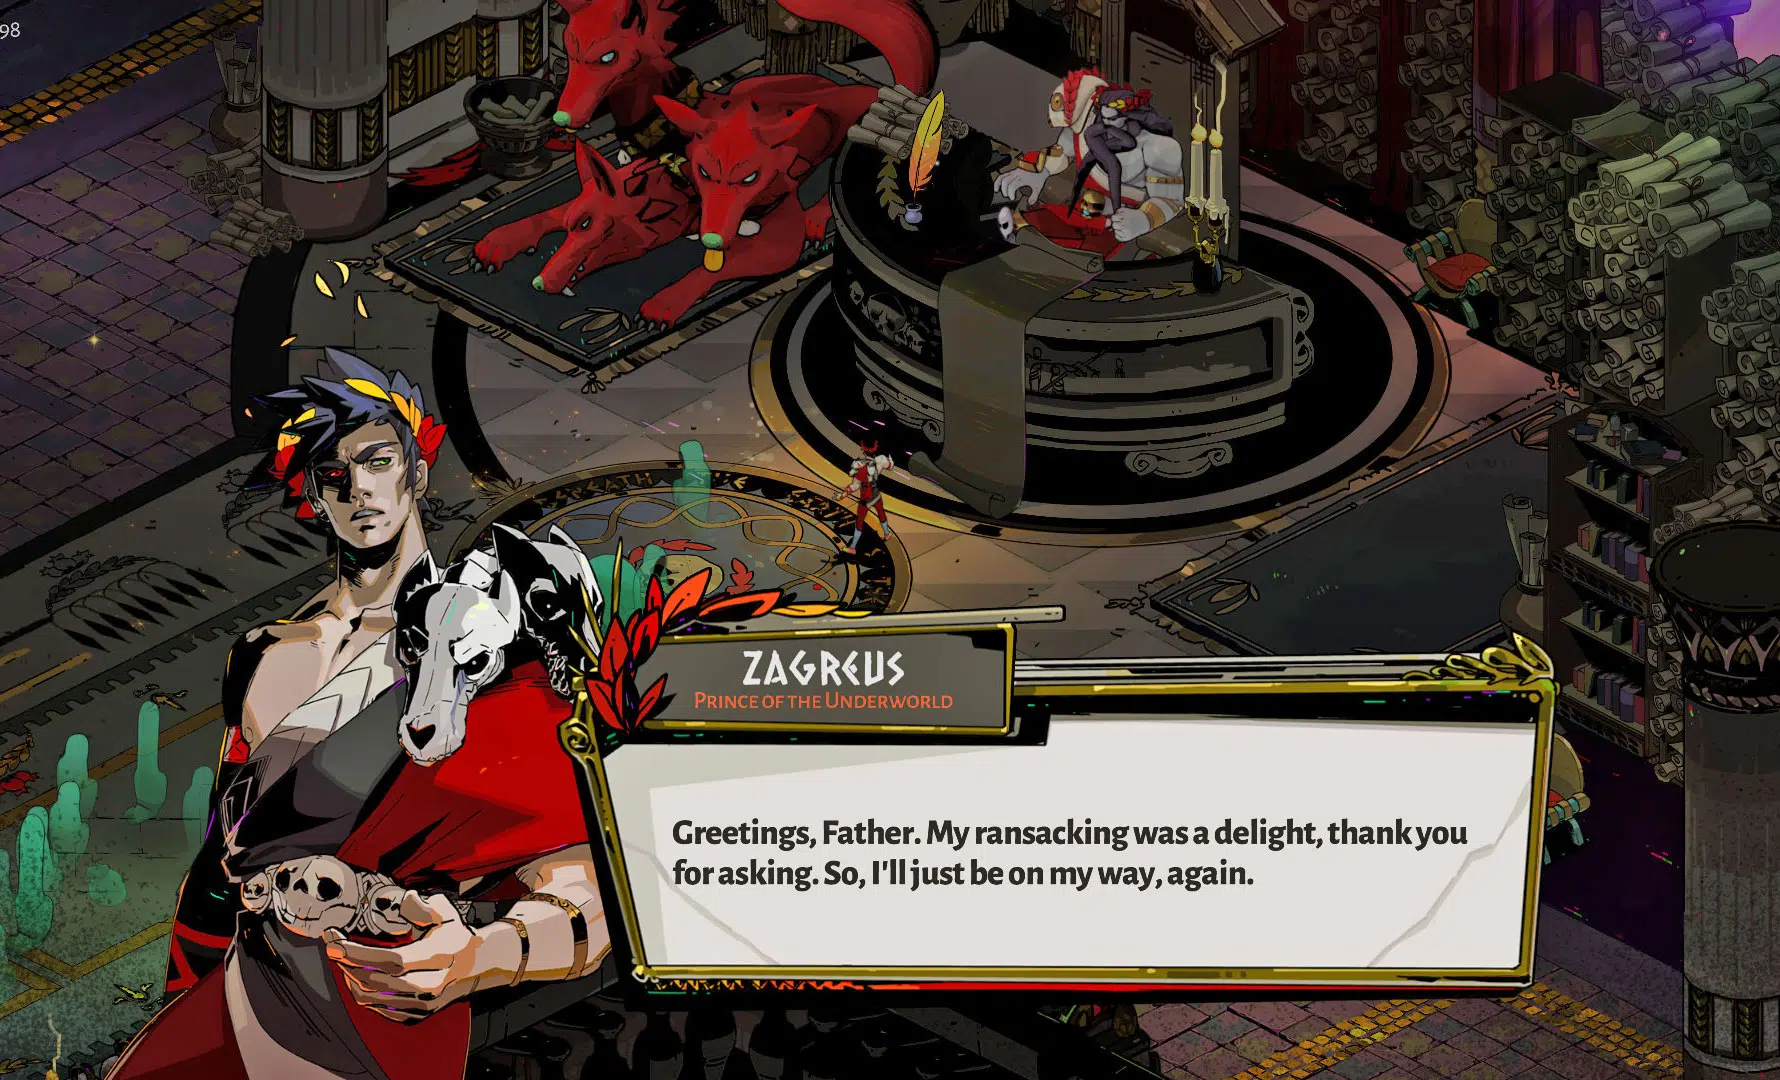 98
ZAGREUS
PRINCE OF THE UNDERWORLD
Greetings, Father. My ransacking was a delight, thank you
for asking. So, I'll just be on my way, again.